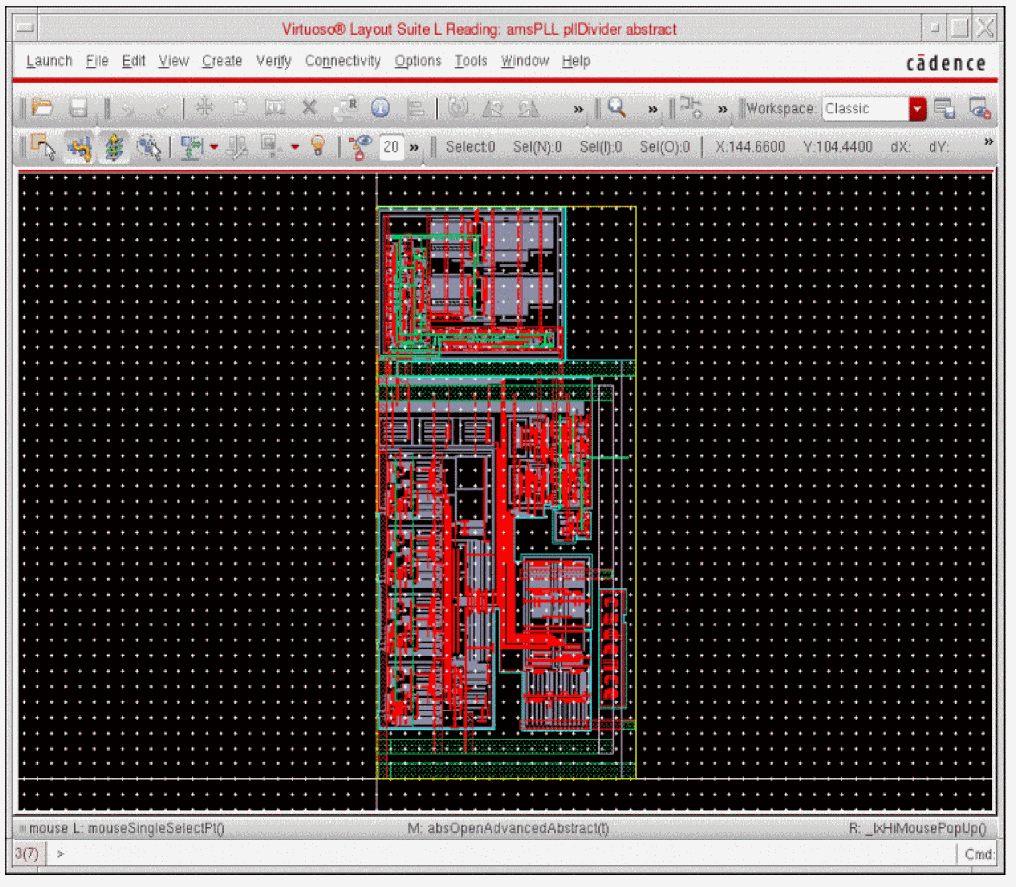 Virtuoso® Layout Suite L Reading: amsPLL pllDivider abstract
Launch File Edit View Create Verify Connectivity Options Tools Window Help
cādence
R » » » Workspace: Classic
20 » Select:0 Sel(N):0 Sel(I):0 Sel(O):0 X:144.6600 Y:104.4400 dX: dY: »
cadence
mouse L: mouseSingleSelectPt() M: absOpenAdvancedAbstract(t) R: _lxHiMousePopUp()
3(7) > Cmd: